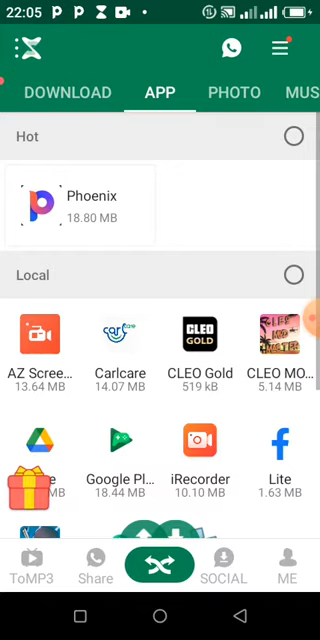 22:05
DOWNLOAD APP PHOTO MUS
Hot
Phoenix
18.80 MB
Local
CLEO GOLD
AZ Scree... Carlcare CLEO Gold CLEO MO...
13.64 MB 14.07 MB 519 kB 5.14 MB
e Google Pl... iRecorder Lite
MB 18.44 MB 10.10 MB 1.63 MB
ToMP3 Share SOCIAL ME